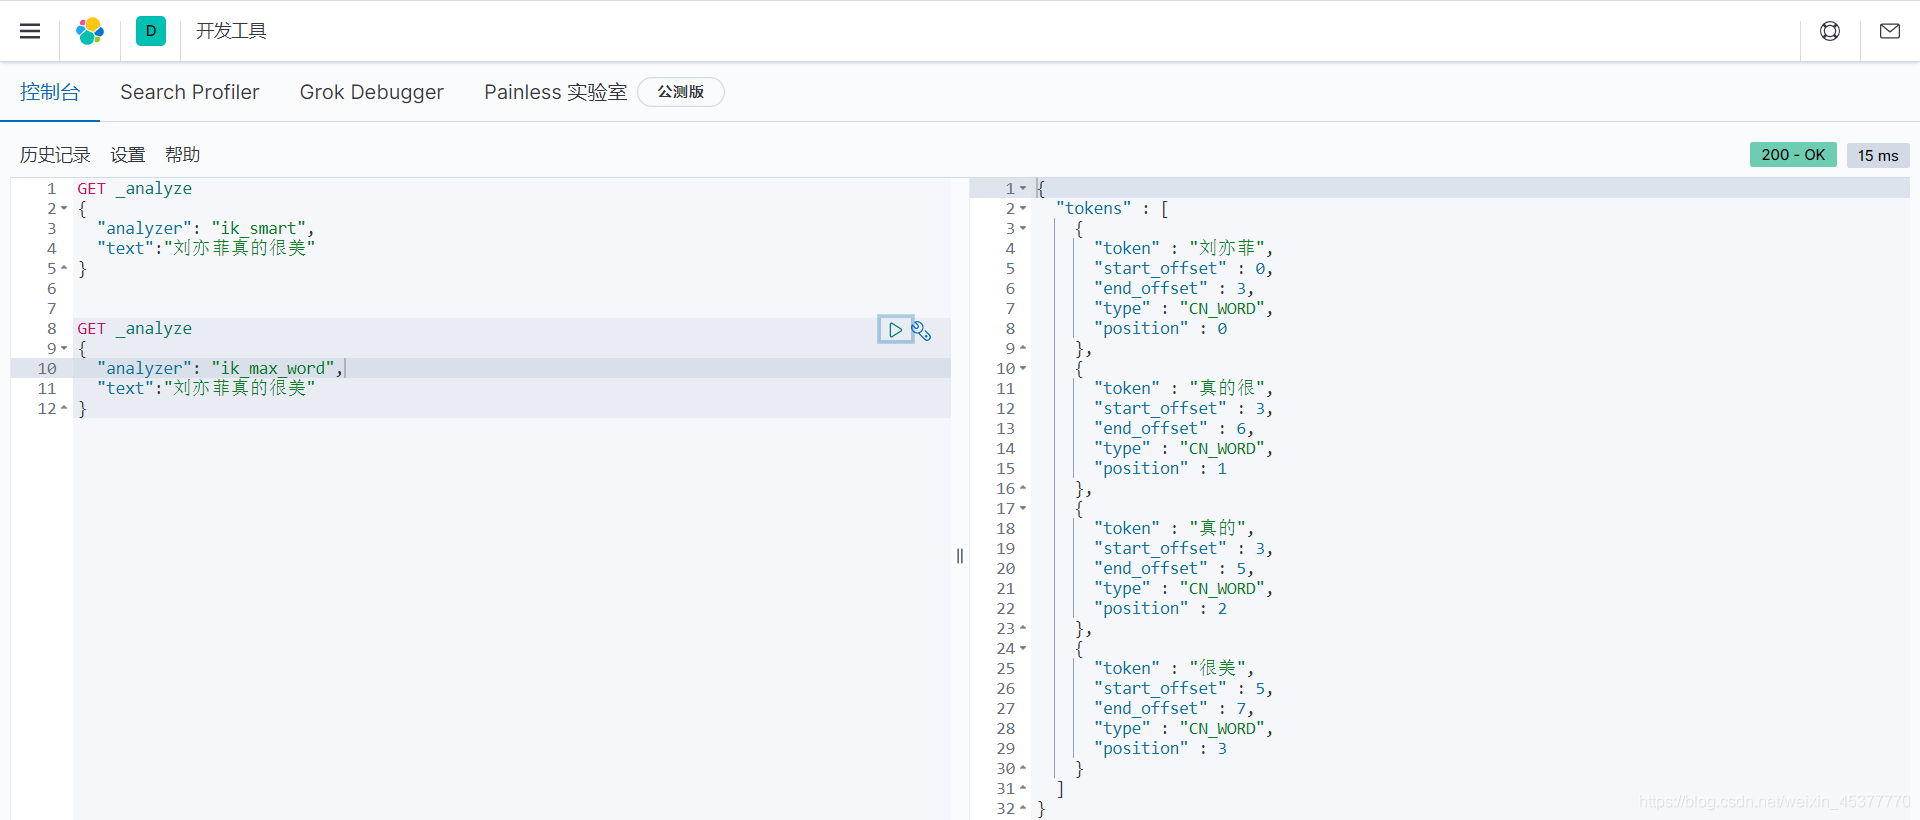 D 开发工具
控制台 Search Profiler Grok Debugger Painless 实验室 公测版
历史记录 设置 帮助
200 - OK 15 ms
1 GET _analyze
2 {
3 "analyzer": "ik_smart",
4 "text":"刘亦菲真的很美"
5 }
6
7
8 GET _analyze
9 {
10 "analyzer": "ik_max_word",
11 "text":"刘亦菲真的很美"
12 }
1 {
2 "tokens" : [
3 {
4 "token" : "刘亦菲",
5 "start_offset" : 0,
6 "end_offset" : 3,
7 "type" : "CN_WORD",
8 "position" : 0
9 },
10 {
11 "token" : "真的很",
12 "start_offset" : 3,
13 "end_offset" : 6,
14 "type" : "CN_WORD",
15 "position" : 1
16 },
17 {
18 "token" : "真的",
19 "start_offset" : 3,
20 "end_offset" : 5,
21 "type" : "CN_WORD",
22 "position" : 2
23 },
24 {
25 "token" : "很美",
26 "start_offset" : 5,
27 "end_offset" : 7,
28 "type" : "CN_WORD",
29 "position" : 3
30 }
31 ]
32 }
https://blog.csdn.net/weixin_45377770